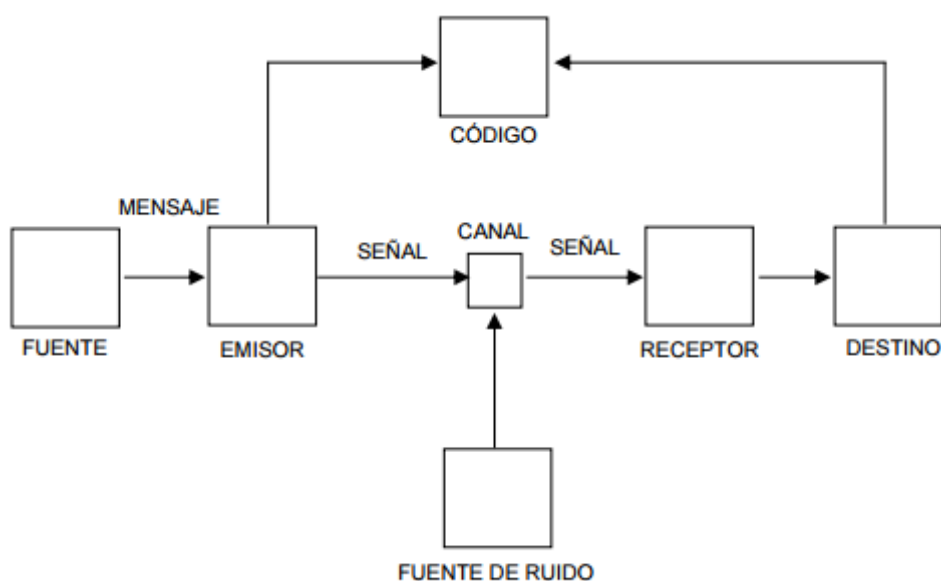 CÓDIGO
MENSAJE
SEÑAL
CANAL
SEÑAL
FUENTE
EMISOR
RECEPTOR
DESTINO
FUENTE DE RUIDO